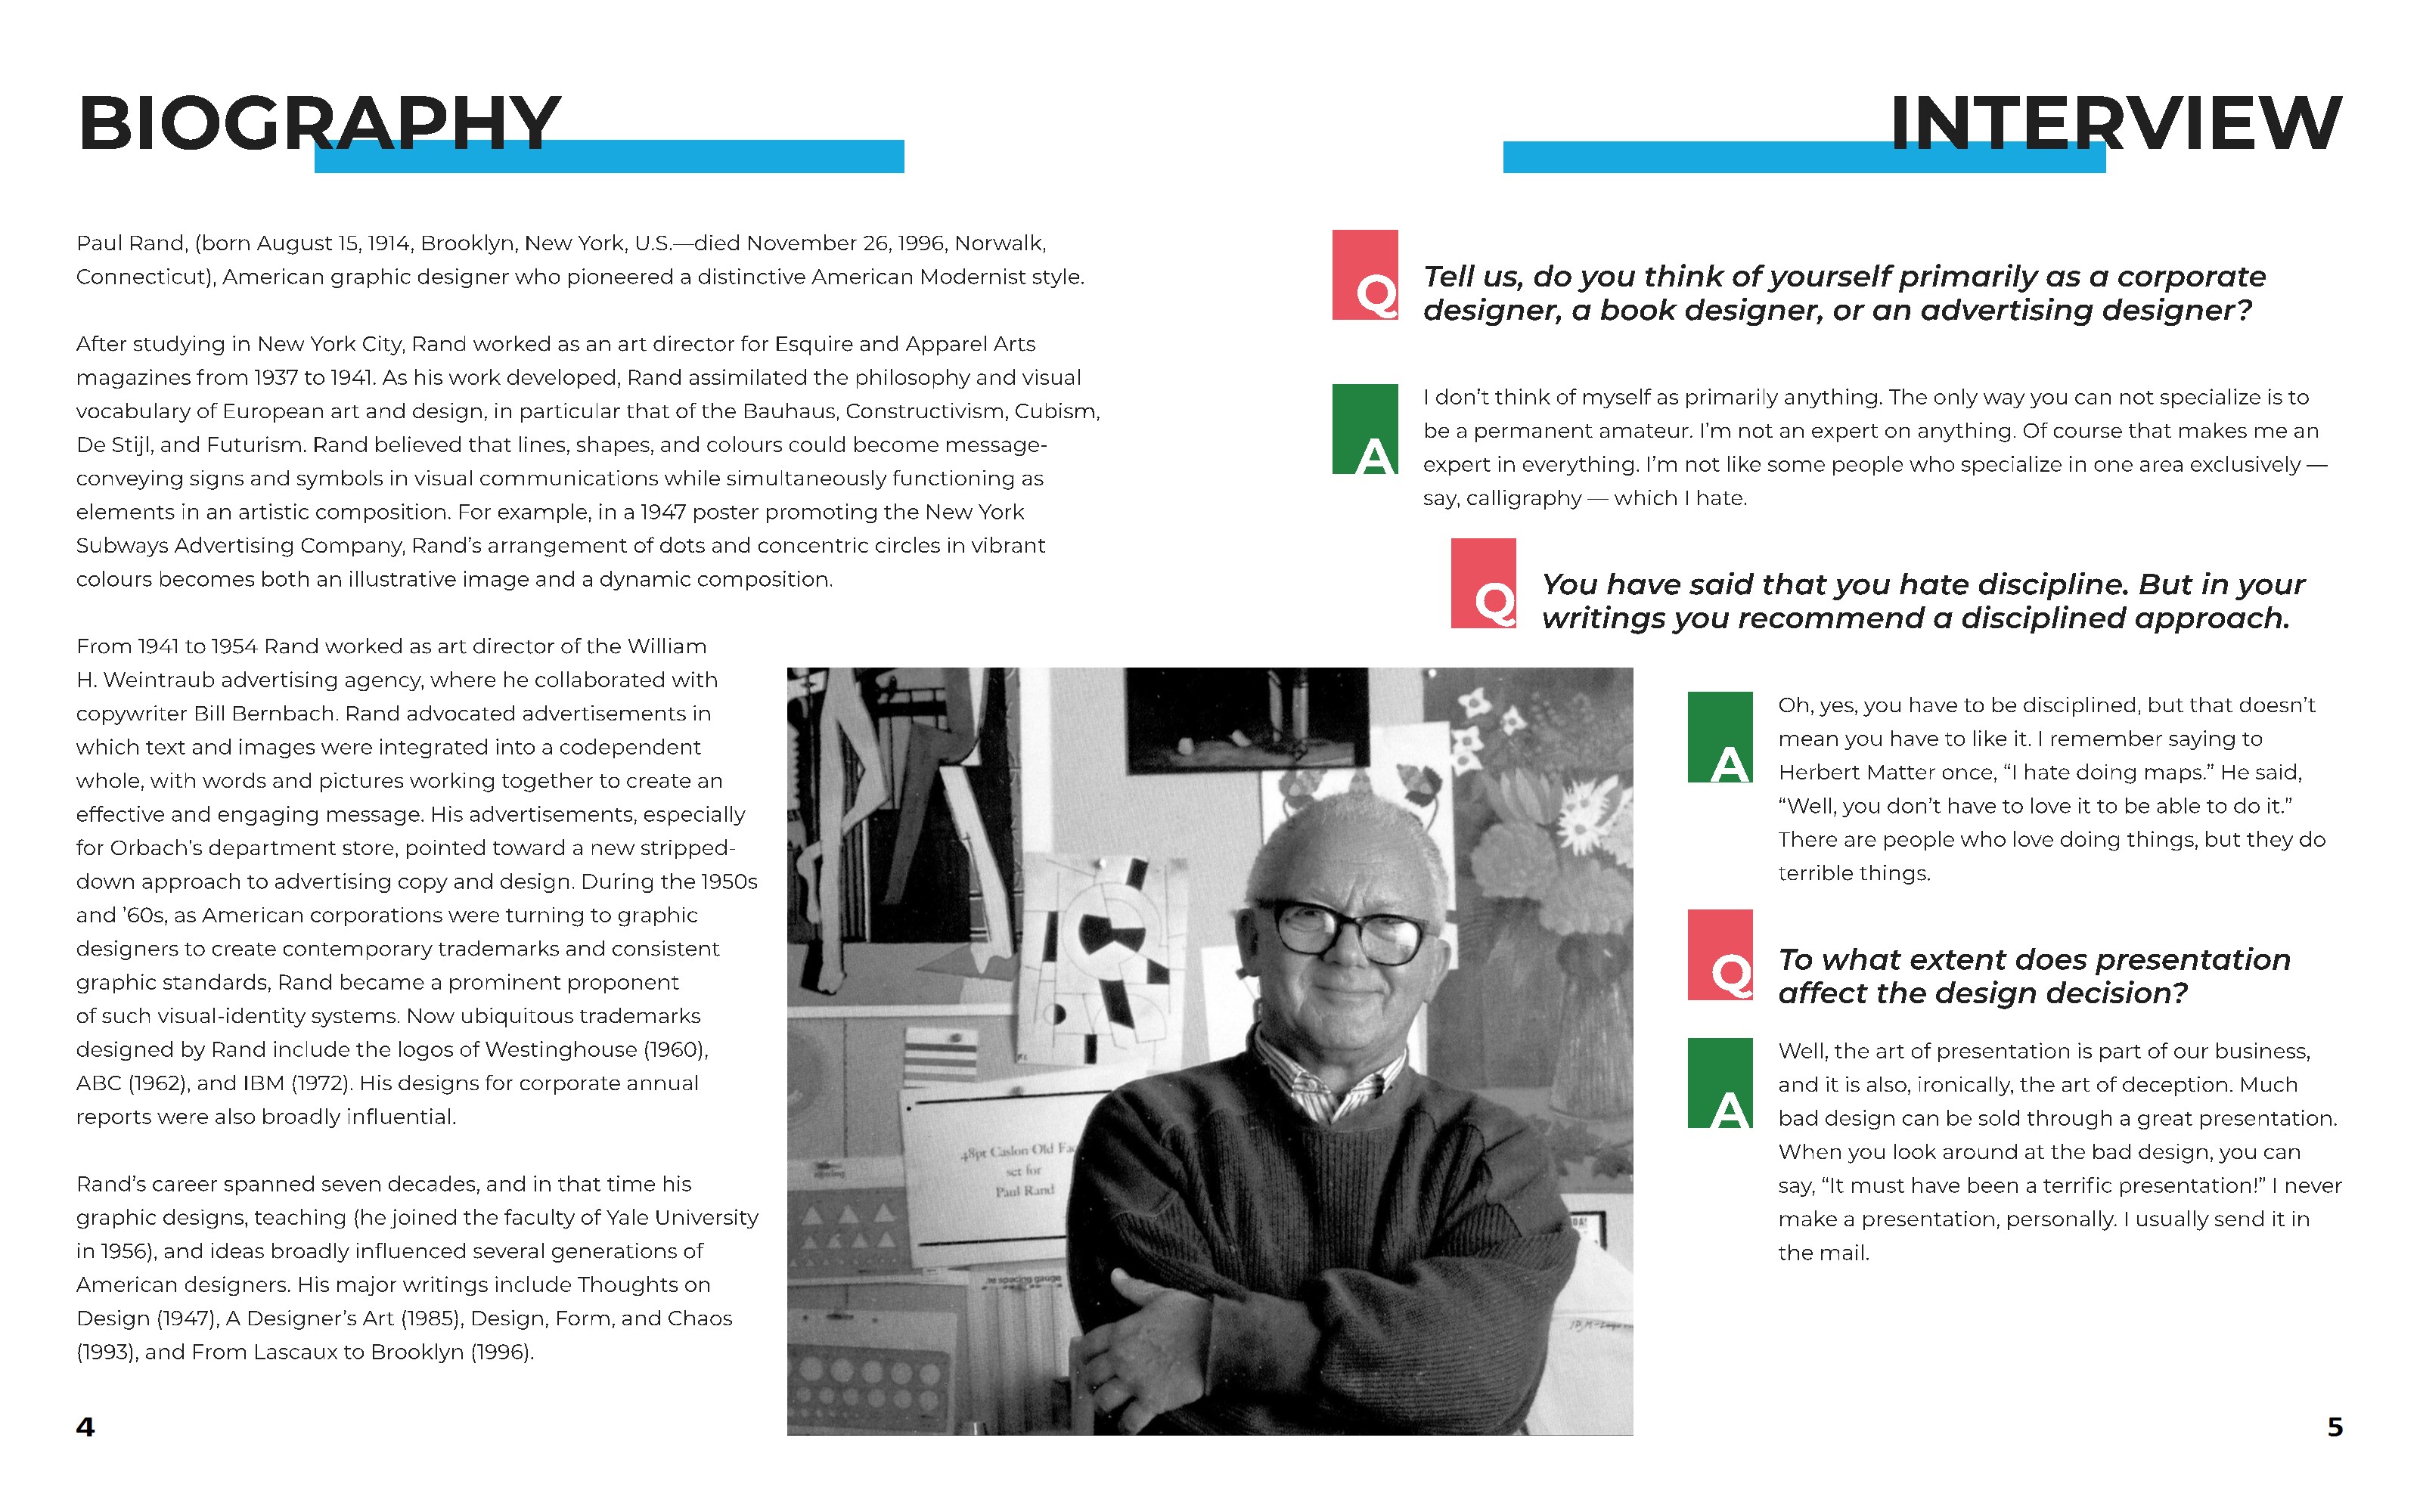 BIOGRAPHY
Paul Rand, (born August 15, 1914, Brooklyn, New York, U.S.—died November 26, 1996, Norwalk,
Connecticut), American graphic designer who pioneered a distinctive American Modernist style.
After studying in New York City, Rand worked as an art director for Esquire and Apparel Arts
magazines from 1937 to 1941. As his work developed, Rand assimilated the philosophy and visual
vocabulary of European art and design, in particular that of the Bauhaus, Constructivism, Cubism,
De Stijl, and Futurism. Rand believed that lines, shapes, and colours could become message-
conveying signs and symbols in visual communications while simultaneously functioning as
elements in an artistic composition. For example, in a 1947 poster promoting the New York
Subways Advertising Company, Rand’s arrangement of dots and concentric circles in vibrant
colours becomes both an illustrative image and a dynamic composition.
From 1941 to 1954 Rand worked as art director of the William
H. Weintraub advertising agency, where he collaborated with
copywriter Bill Bernbach. Rand advocated advertisements in
which text and images were integrated into a codependent
whole, with words and pictures working together to create an
effective and engaging message. His advertisements, especially
for Orbach’s department store, pointed toward a new stripped-
down approach to advertising copy and design. During the 1950s
and ’60s, as American corporations were turning to graphic
designers to create contemporary trademarks and consistent
graphic standards, Rand became a prominent proponent
of such visual-identity systems. Now ubiquitous trademarks
designed by Rand include the logos of Westinghouse (1960),
ABC (1962), and IBM (1972). His designs for corporate annual
reports were also broadly influential.
Rand’s career spanned seven decades, and in that time his
graphic designs, teaching (he joined the faculty of Yale University
in 1956), and ideas broadly influenced several generations of
American designers. His major writings include Thoughts on
Design (1947), A Designer’s Art (1985), Design, Form, and Chaos
(1993), and From Lascaux to Brooklyn (1996).
4
48pt Caslon Old
set for
Paul Rand
INTERVIEW
Q
Tell us, do you think of yourself primarily as a corporate
designer, a book designer, or an advertising designer?
A
I don’t think of myself as primarily anything. The only way you can not specialize is to
be a permanent amateur. I’m not an expert on anything. Of course that makes me an
expert in everything. I’m not like some people who specialize in one area exclusively —
say, calligraphy — which I hate.
Q
You have said that you hate discipline. But in your
writings you recommend a disciplined approach.
A
Oh, yes, you have to be disciplined, but that doesn’t
mean you have to like it. I remember saying to
Herbert Matter once, “I hate doing maps.” He said,
“Well, you don’t have to love it to be able to do it.”
There are people who love doing things, but they do
terrible things.
Q
To what extent does presentation
affect the design decision?
A
Well, the art of presentation is part of our business,
and it is also, ironically, the art of deception. Much
bad design can be sold through a great presentation.
When you look around at the bad design, you can
say, “It must have been a terrific presentation!” I never
make a presentation, personally. I usually send it in
the mail.
5